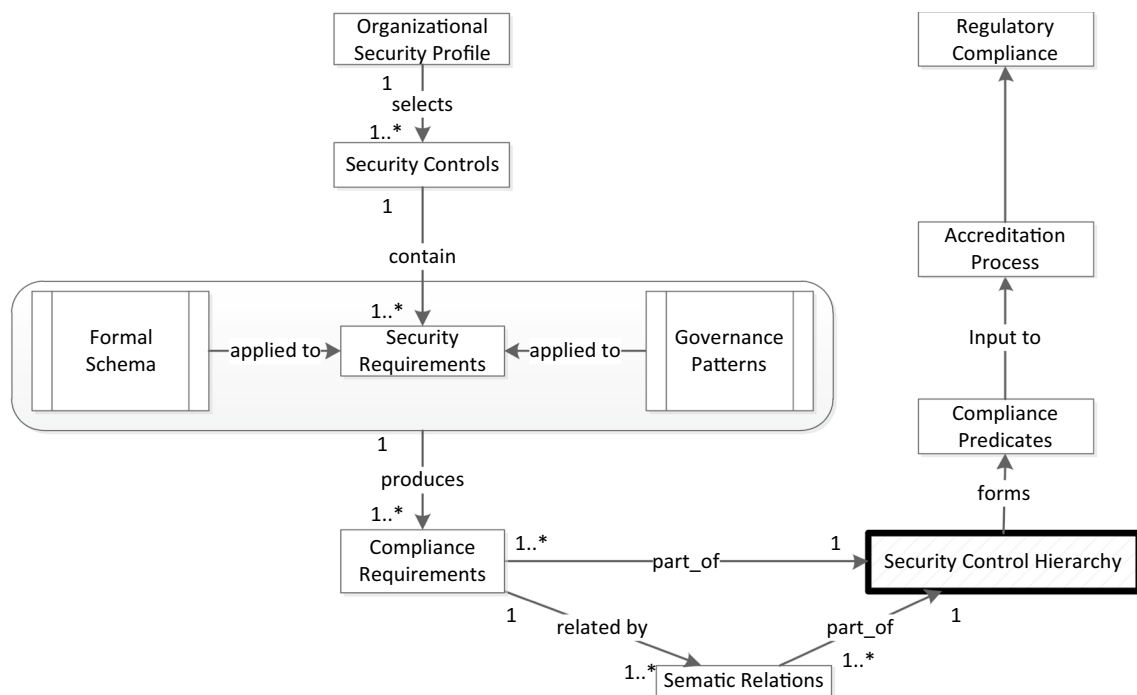 Organizational
Security Profile
1
selects
1..*
Security Controls
1
contain
1..*
Formal
Schema
applied to
Security
Requirements
applied to
Governance
Patterns
1
produces
1..*
Compliance
Requirements
1..*
part_of
1
Security Control Hierarchy
1
related by
1..*
Sematic Relations
part_of
1..*
1
forms
Compliance
Predicates
Input to
Accreditation
Process
Regulatory
Compliance